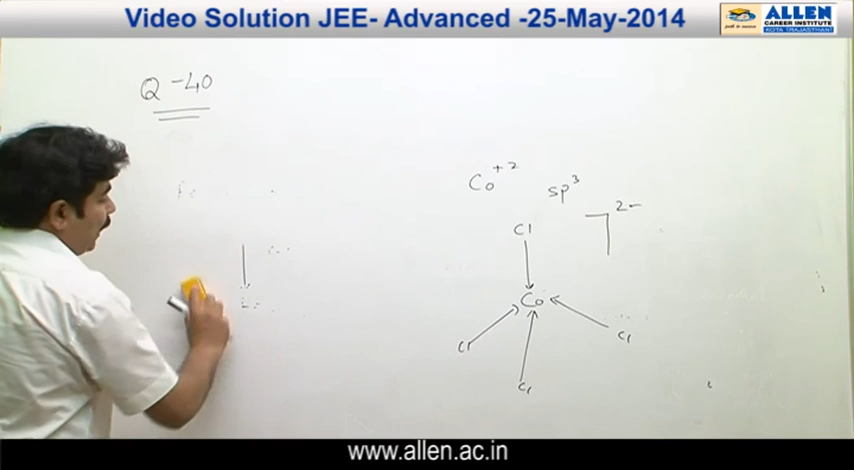 Video Solution JEE- Advanced -25-May-2014
ALLEN
CAREER INSTITUTE
KOTA (RAJASTHAN)
Q -40
Co+2 sp3
2-
Cl
Co
Cl
Cl
Cl
www.allen.ac.in